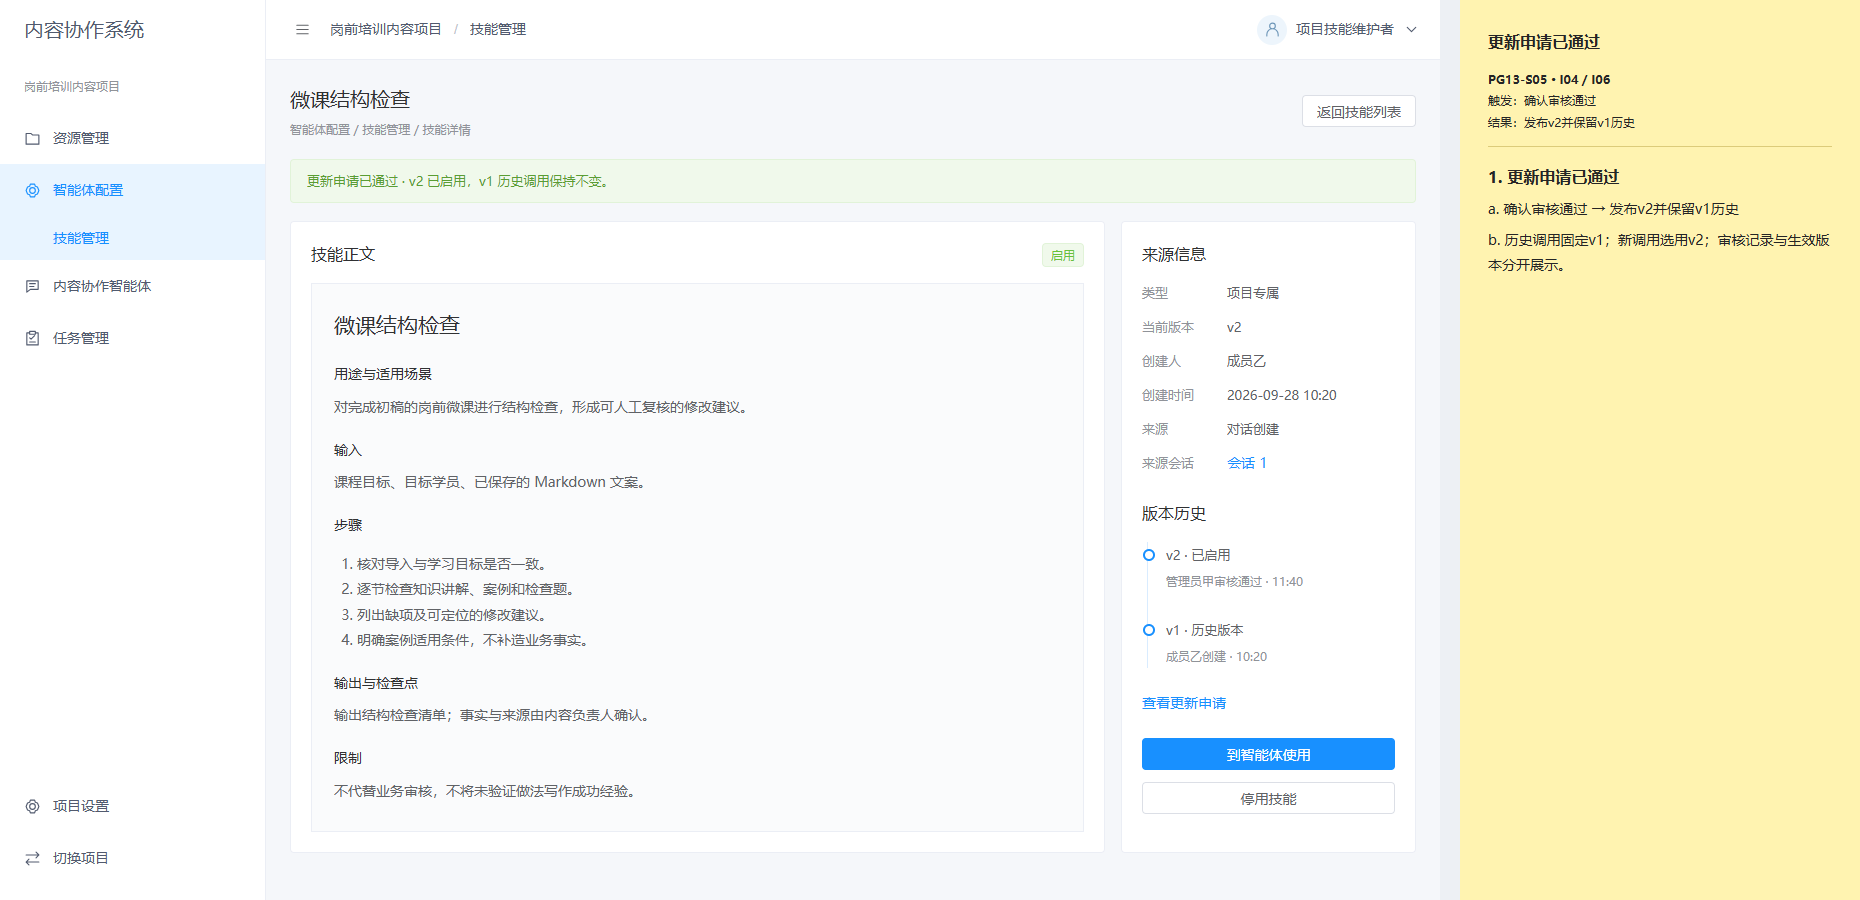 内容协作系统
岗前培训内容项目
资源管理
智能体配置
技能管理
内容协作智能体
任务管理
项目设置
切换项目
岗前培训内容项目 / 技能管理
项目技能维护者
微课结构检查
智能体配置 / 技能管理 / 技能详情
返回技能列表
更新申请已通过 · v2 已启用，v1 历史调用保持不变。
技能正文
启用
微课结构检查
用途与适用场景
对完成初稿的岗前微课进行结构检查，形成可人工复核的修改建议。
输入
课程目标、目标学员、已保存的 Markdown 文案。
步骤
1. 核对导入与学习目标是否一致。
2. 逐节检查知识讲解、案例和检查题。
3. 列出缺项及可定位的修改建议。
4. 明确案例适用条件，不补造业务事实。
输出与检查点
输出结构检查清单；事实与来源由内容负责人确认。
限制
不代替业务审核，不将未验证做法写作成功经验。
来源信息
类型 项目专属
当前版本 v2
创建人 成员乙
创建时间 2026-09-28 10:20
来源 对话创建
来源会话 会话 1
版本历史
v2 · 已启用
管理员甲审核通过 · 11:40
v1 · 历史版本
成员乙创建 · 10:20
查看更新申请
到智能体使用
停用技能
更新申请已通过
PG13-S05 • I04 / I06
触发：确认审核通过
结果：发布v2并保留v1历史
1. 更新申请已通过
a. 确认审核通过 → 发布v2并保留v1历史
b. 历史调用固定v1；新调用选用v2；审核记录与生效版
本分开展示。